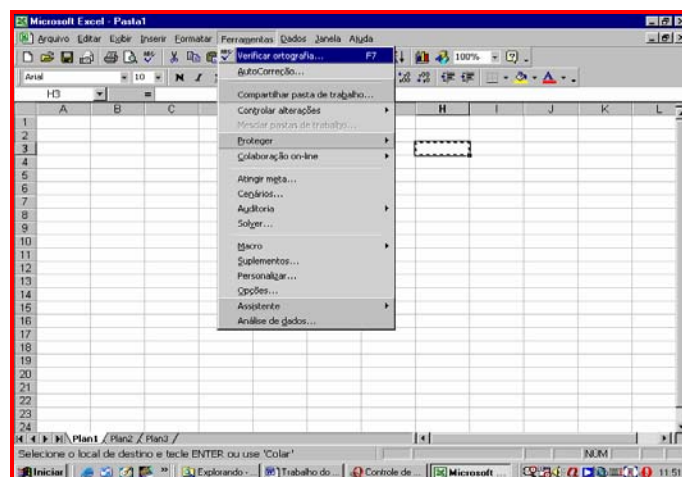 Microsoft Excel - Pasta1
Arquivo Editar Exibir Inserir Formatar Ferramentas Dados Janela Ajuda
100%
Arial 10 N I
H3 =
A B C H I J K L
1
2
3
4
5
6
7
8
9
10
11
12
13
14
15
16
17
18
19
20
21
22
23
24
Verificar ortografia... F7
AutoCorreção...
Compartilhar pasta de trabalho...
Controlar alterações
Mesclar pastas de trabalho...
Proteger
Colaboração on-line
Atingir meta...
Cenários...
Auditoria
Solver...
Macro
Suplementos...
Personalizar...
Opções...
Assistente
Análise de dados...
Plan1 Plan2 Plan3
Selecione o local de destino e tecle ENTER ou use 'Colar' NÚM
Iniciar » Explorando - ... Trabalho do ... Controle de ... Microsoft ... 11:51